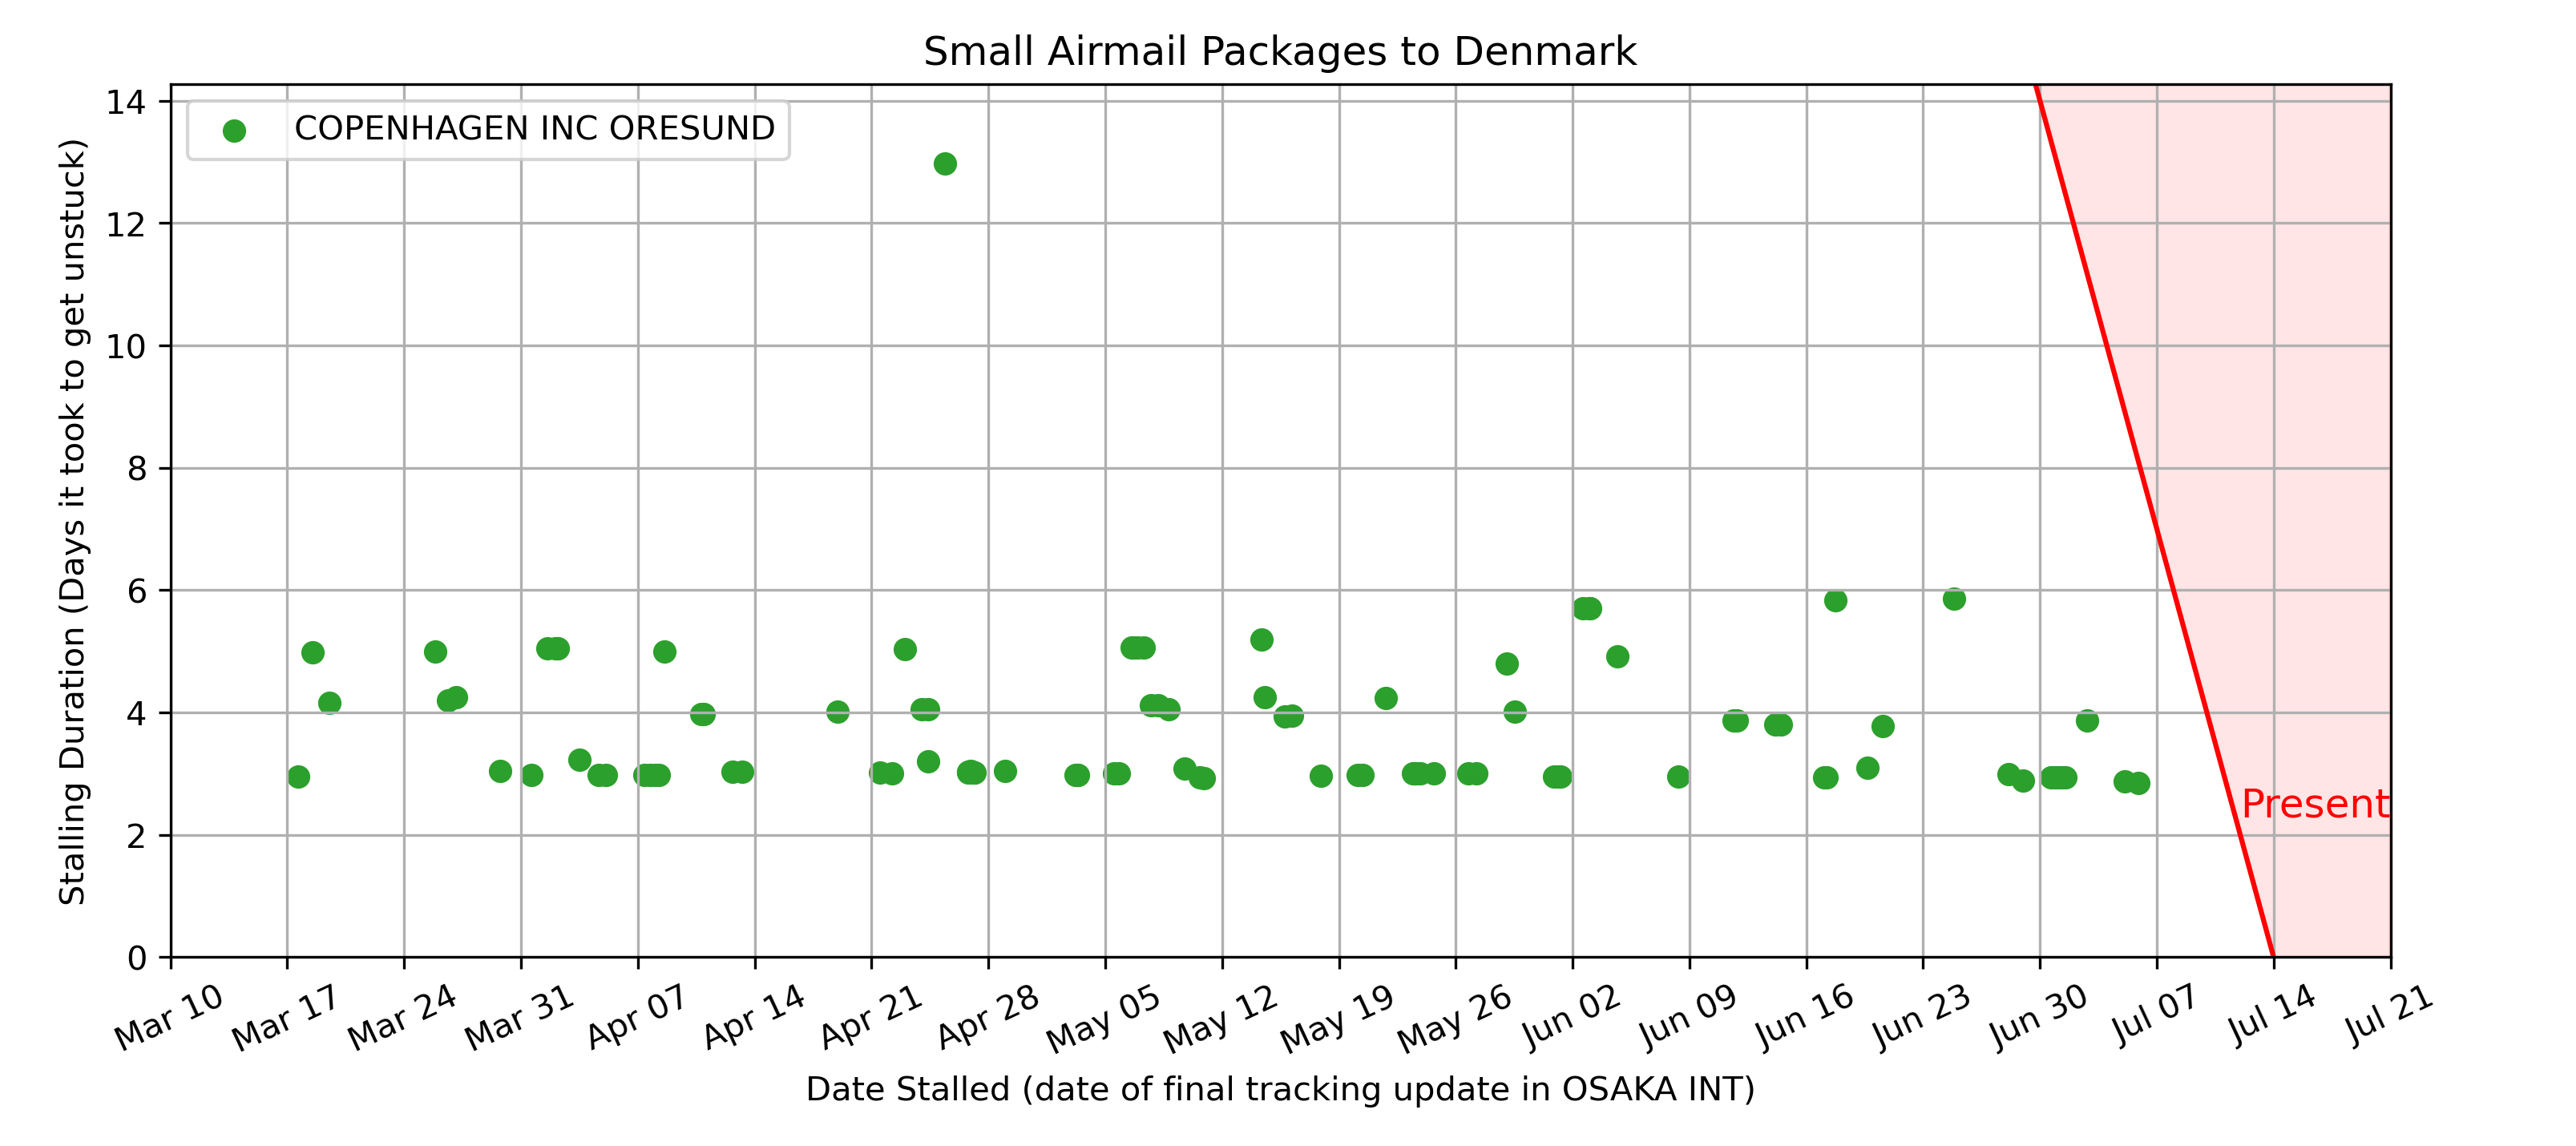 Small Airmail Packages to Denmark
COPENHAGEN INC ORESUND
Stalling Duration (Days it took to get unstuck)
14
12
10
8
6
4
2
0
Present
Mar 10
Mar 17
Mar 24
Mar 31
Apr 07
Apr 14
Apr 21
Apr 28
May 05
May 12
May 19
May 26
Jun 02
Jun 09
Jun 16
Jun 23
Jun 30
Jul 07
Jul 14
Jul 21
Date Stalled (date of final tracking update in OSAKA INT)